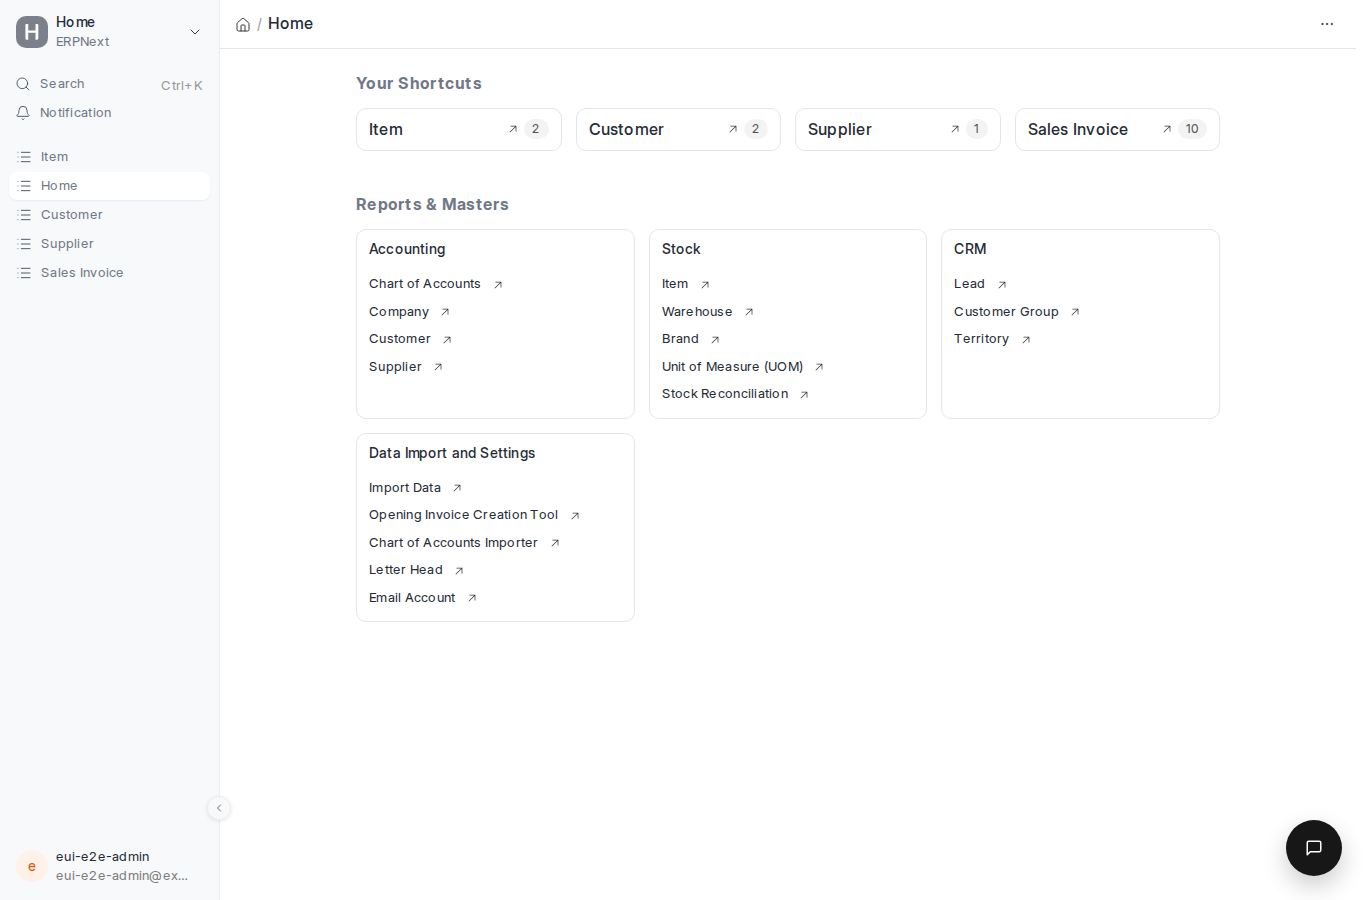 H
Home
ERPNext
Search
Ctrl+K
Notification
Item
Home
Customer
Supplier
Sales Invoice
e
eui-e2e-admin
eui-e2e-admin@ex...
/ Home
Your Shortcuts
Item 2
Customer 2
Supplier 1
Sales Invoice 10
Reports & Masters
Accounting
Chart of Accounts
Company
Customer
Supplier
Stock
Item
Warehouse
Brand
Unit of Measure (UOM)
Stock Reconciliation
CRM
Lead
Customer Group
Territory
Data Import and Settings
Import Data
Opening Invoice Creation Tool
Chart of Accounts Importer
Letter Head
Email Account